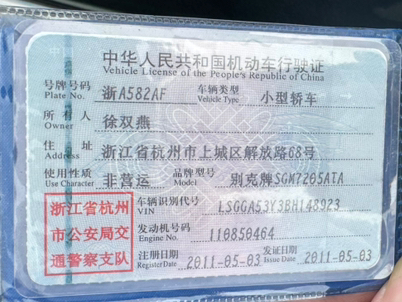 中华人民共和国机动车行驶证
Vehicle License of the People's Republic of China
号牌号码 浙A582AF 车辆类型 小型轿车
Plate No. Vehicle Type
所有人 徐双燕
Owner
住址 浙江省杭州市上城区解放路68号
Address
使用性质 非营运 品牌型号 别克牌SGM7205ATA
Use Character Model
浙江省杭州
市公安局交
通警察支队
车辆识别代号 LSGGA53Y3BH148923
VIN
发动机号码 110850464
Engine No.
注册日期 2011-05-03 发证日期 2011-05-03
Register Date Issue Date